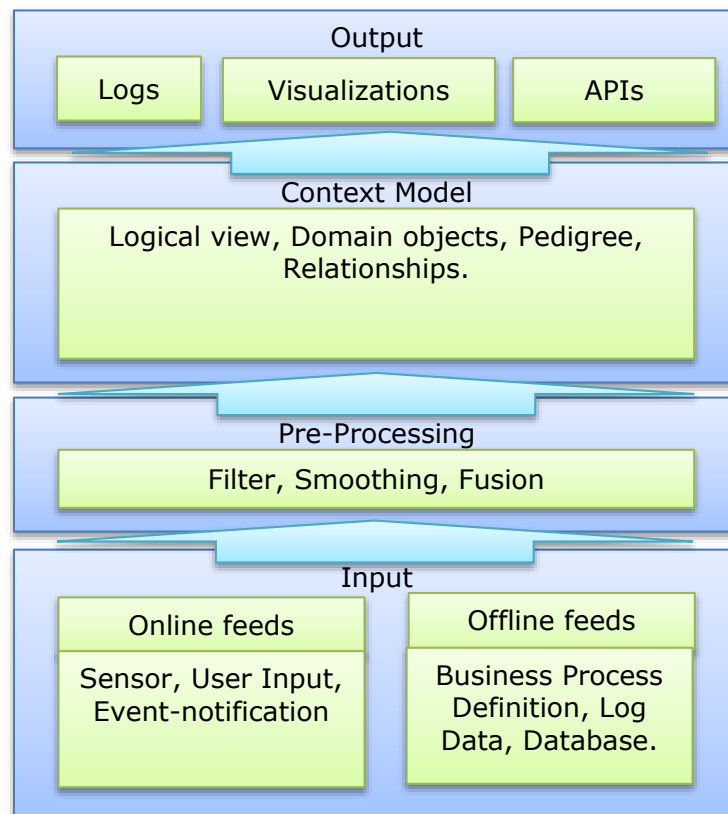 Output
Logs
Visualizations
APIs
Context Model
Logical view, Domain objects, Pedigree,
Relationships.
Pre-Processing
Filter, Smoothing, Fusion
Input
Online feeds
Sensor, User Input,
Event-notification
Offline feeds
Business Process
Definition, Log
Data, Database.